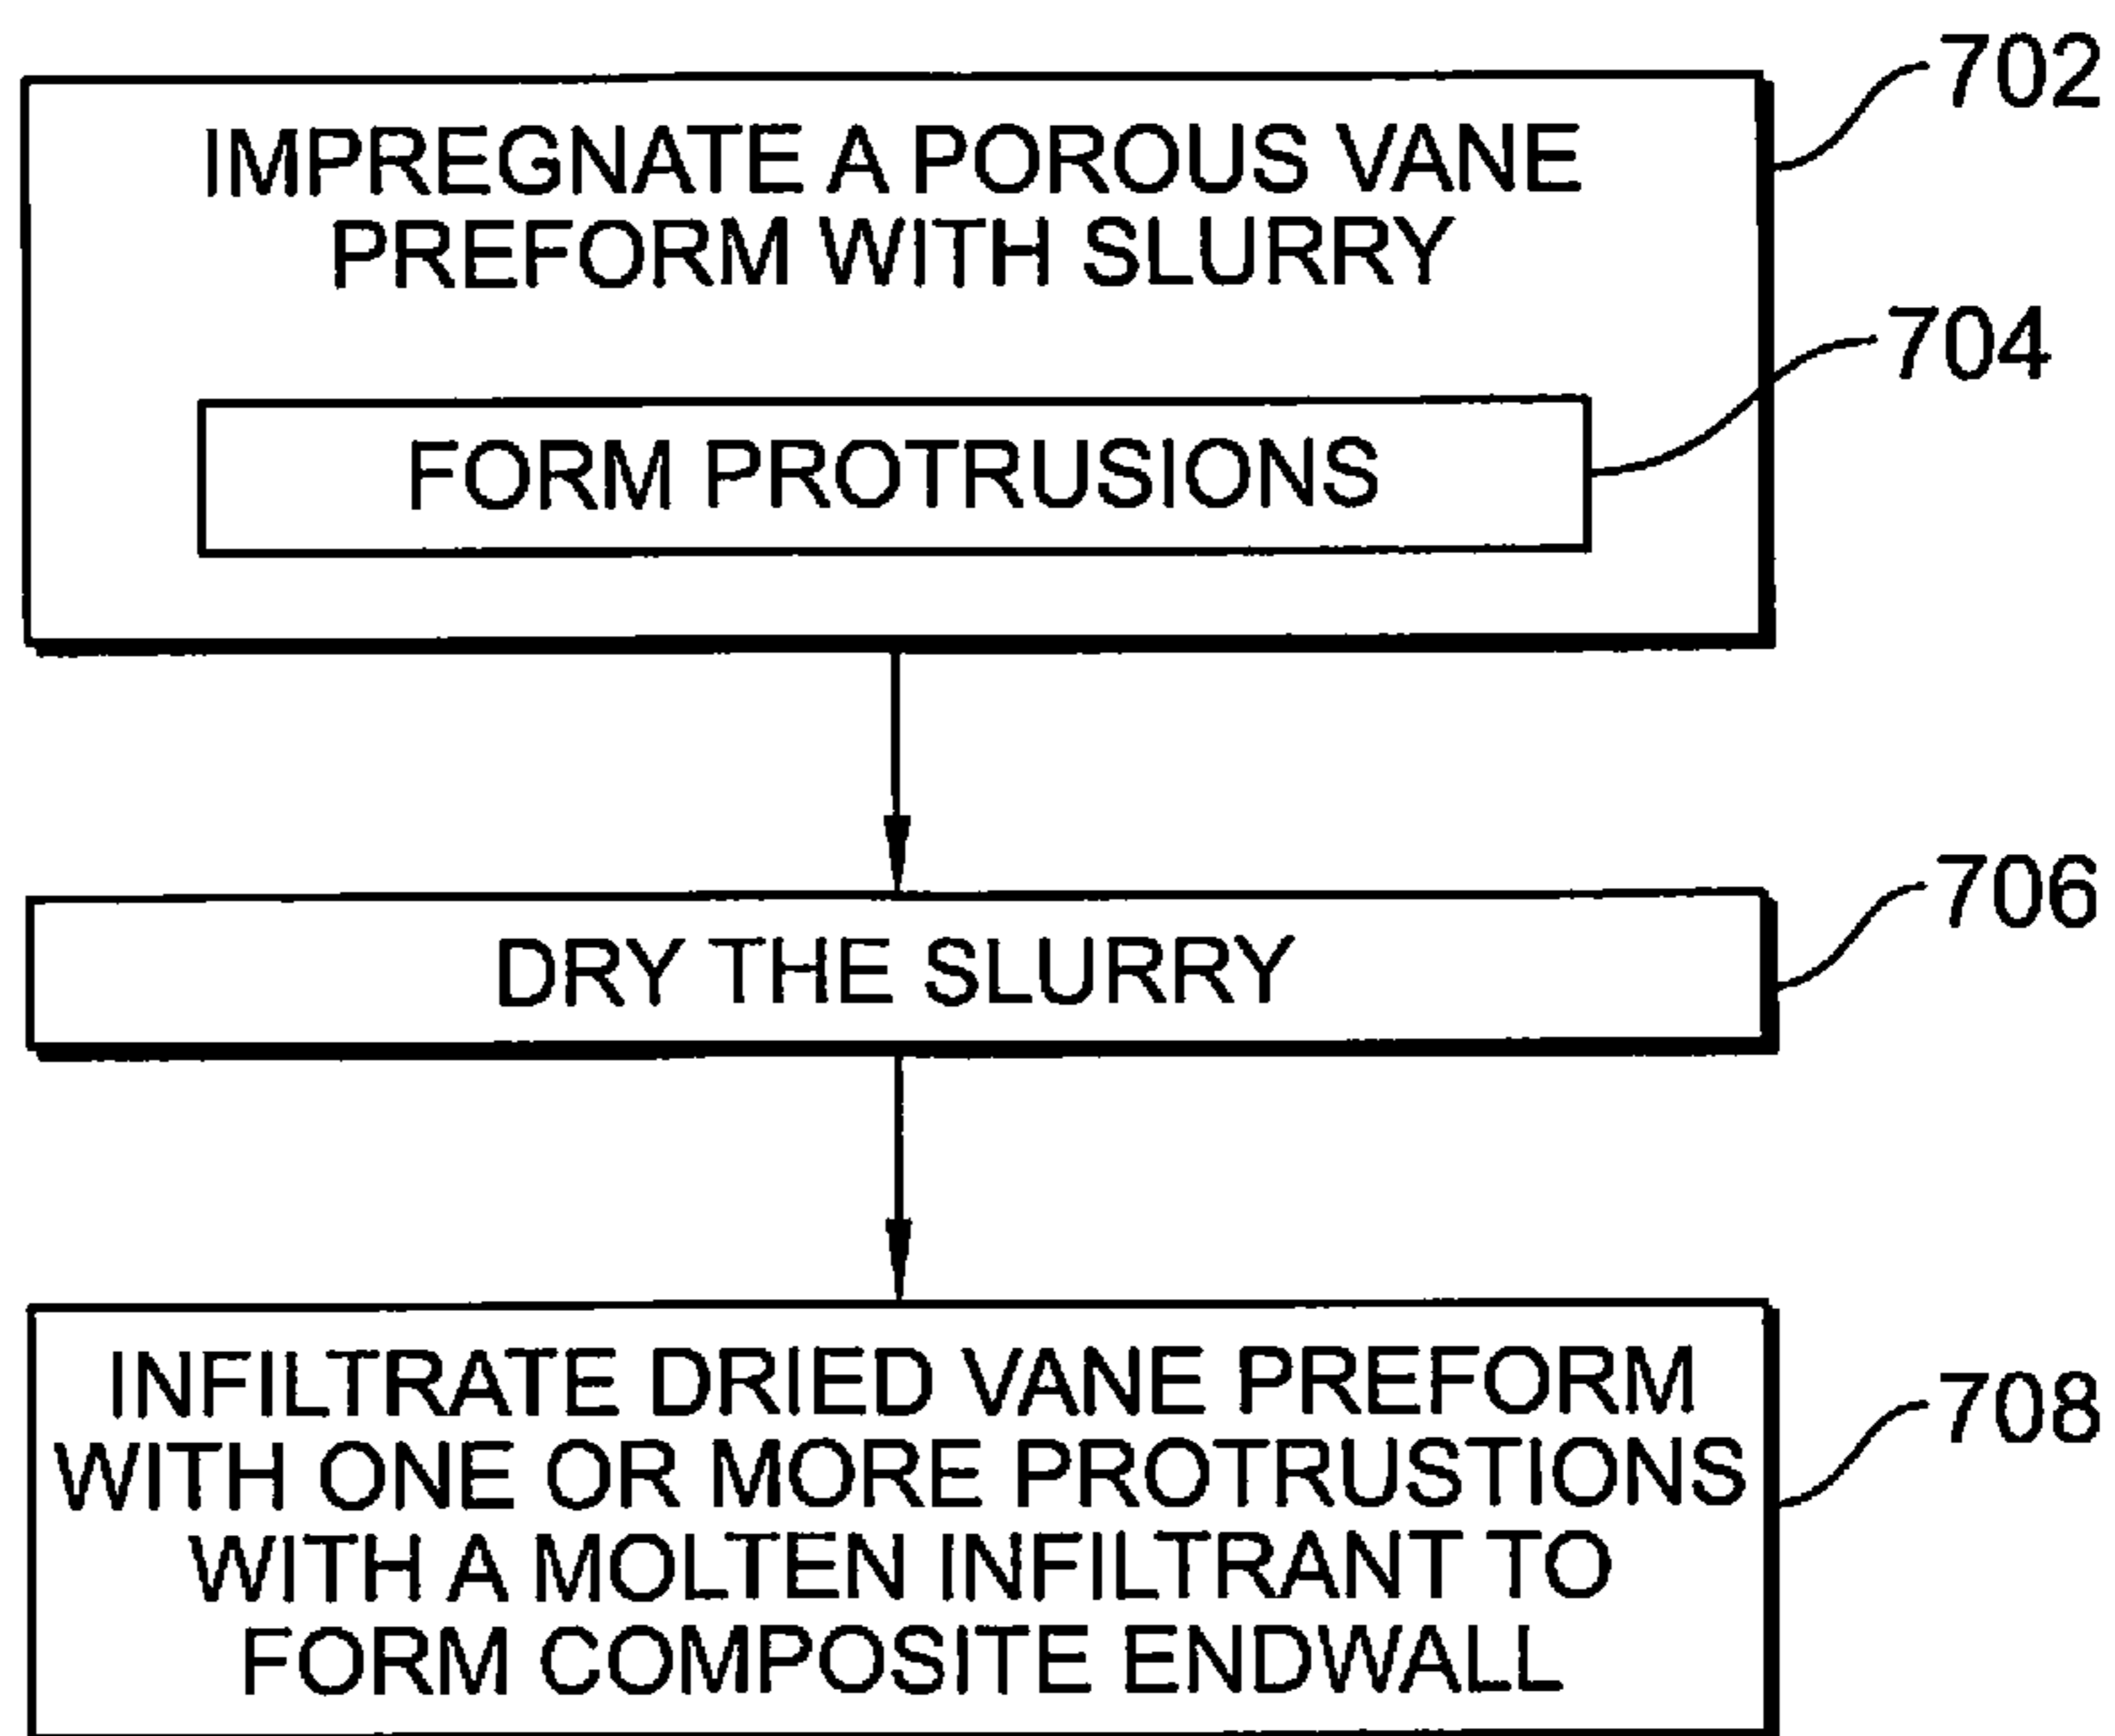 702
IMPREGNATE A POROUS VANE
PREFORM WITH SLURRY
704
FORM PROTRUSIONS
706
DRY THE SLURRY
708
INFILTRATE DRIED VANE PREFORM
WITH ONE OR MORE PROTRUSTIONS
WITH A MOLTEN INFILTRANT TO
FORM COMPOSITE ENDWALL